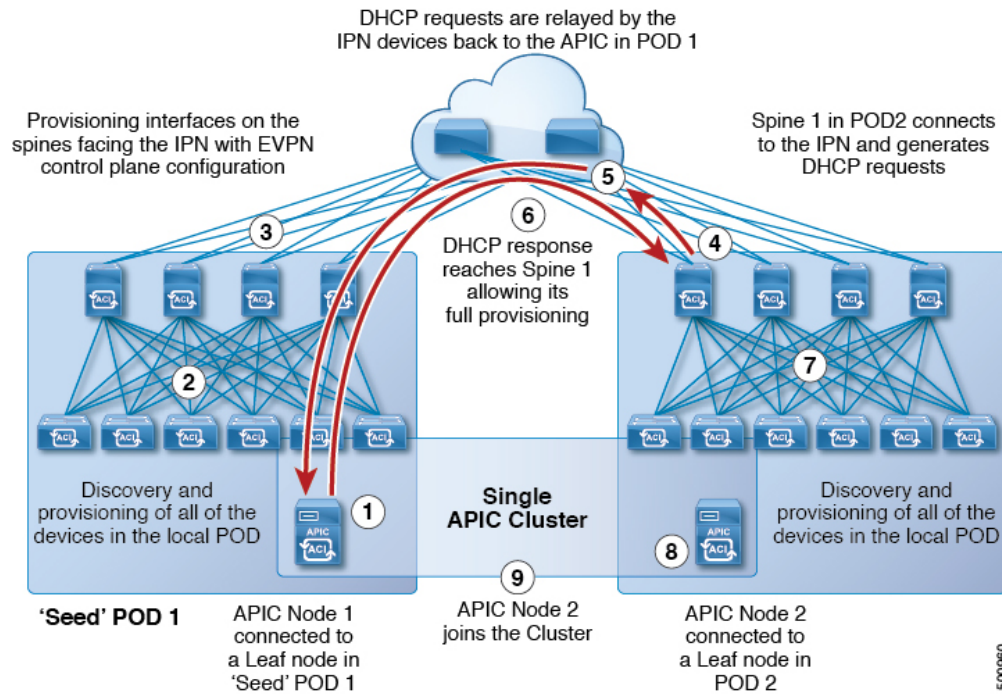 DHCP requests are relayed by the
IPN devices back to the APIC in POD 1
Provisioning interfaces on the
spines facing the IPN with EVPN
control plane configuration
Spine 1 in POD2 connects
to the IPN and generates
DHCP requests
5
6
3
4
DHCP response
reaches Spine 1
allowing its
full provisioning
ACI
ACI
ACI
ACI
ACI
ACI
ACI
ACI
2
7
ACI
ACI
ACI
ACI
ACI
ACI
ACI
ACI
ACI
ACI
ACI
ACI
Discovery and
provisioning of all of the
devices in the local POD
1
APIC
ACI
Single
APIC Cluster
8
APIC
ACI
Discovery and
provisioning of all of the
devices in the local POD
9
'Seed' POD 1
APIC Node 1
connected to
a Leaf node in
'Seed' POD 1
APIC Node 2
joins the Cluster
APIC Node 2
connected to
a Leaf node in
POD 2